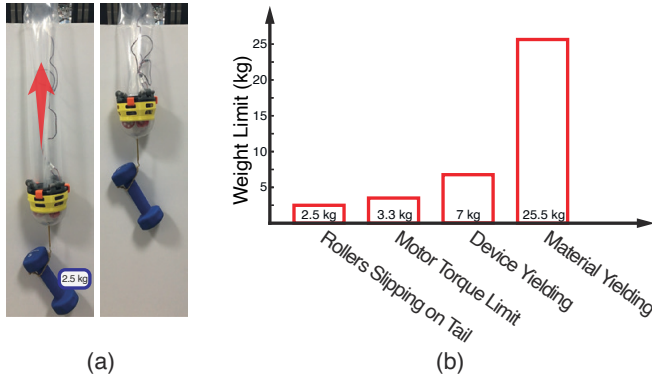 2.5 kg
(a)
Weight Limit (kg)
25
20
15
10
5
2.5 kg
3.3 kg
7 kg
25.5 kg
Rollers Slipping on Tail
Motor Torque Limit
Device Yielding
Material Yielding
(b)